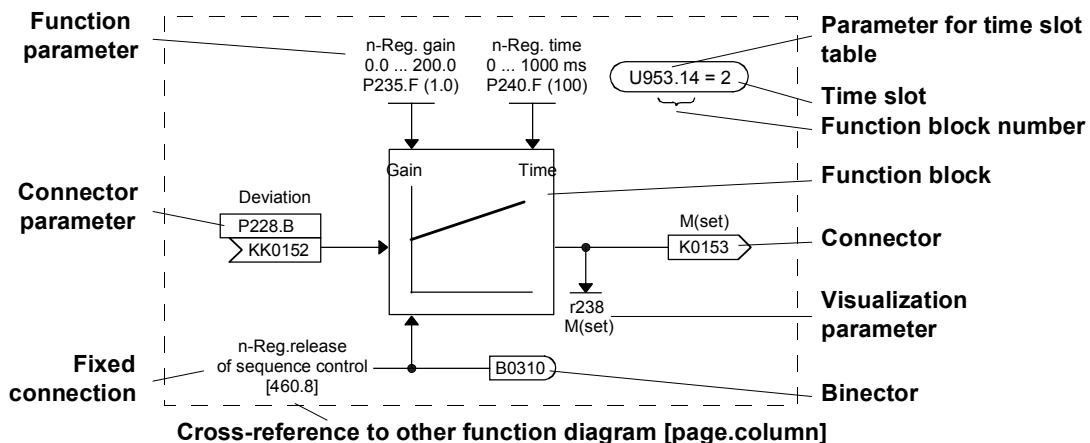 Function
parameter
n-Reg. gain
0.0 ... 200.0
P235.F (1.0)
n-Reg. time
0 ... 1000 ms
P240.F (100)
Parameter for time slot
table
U953.14 = 2
Time slot
Function block number
Gain
Time
Function block
Connector
parameter
Deviation
P228.B
KK0152
M(set)
K0153
Connector
r238
M(set)
Visualization
parameter
Fixed
connection
n-Reg.release
of sequence control
[460.8]
B0310
Binector
Cross-reference to other function diagram [page.column]